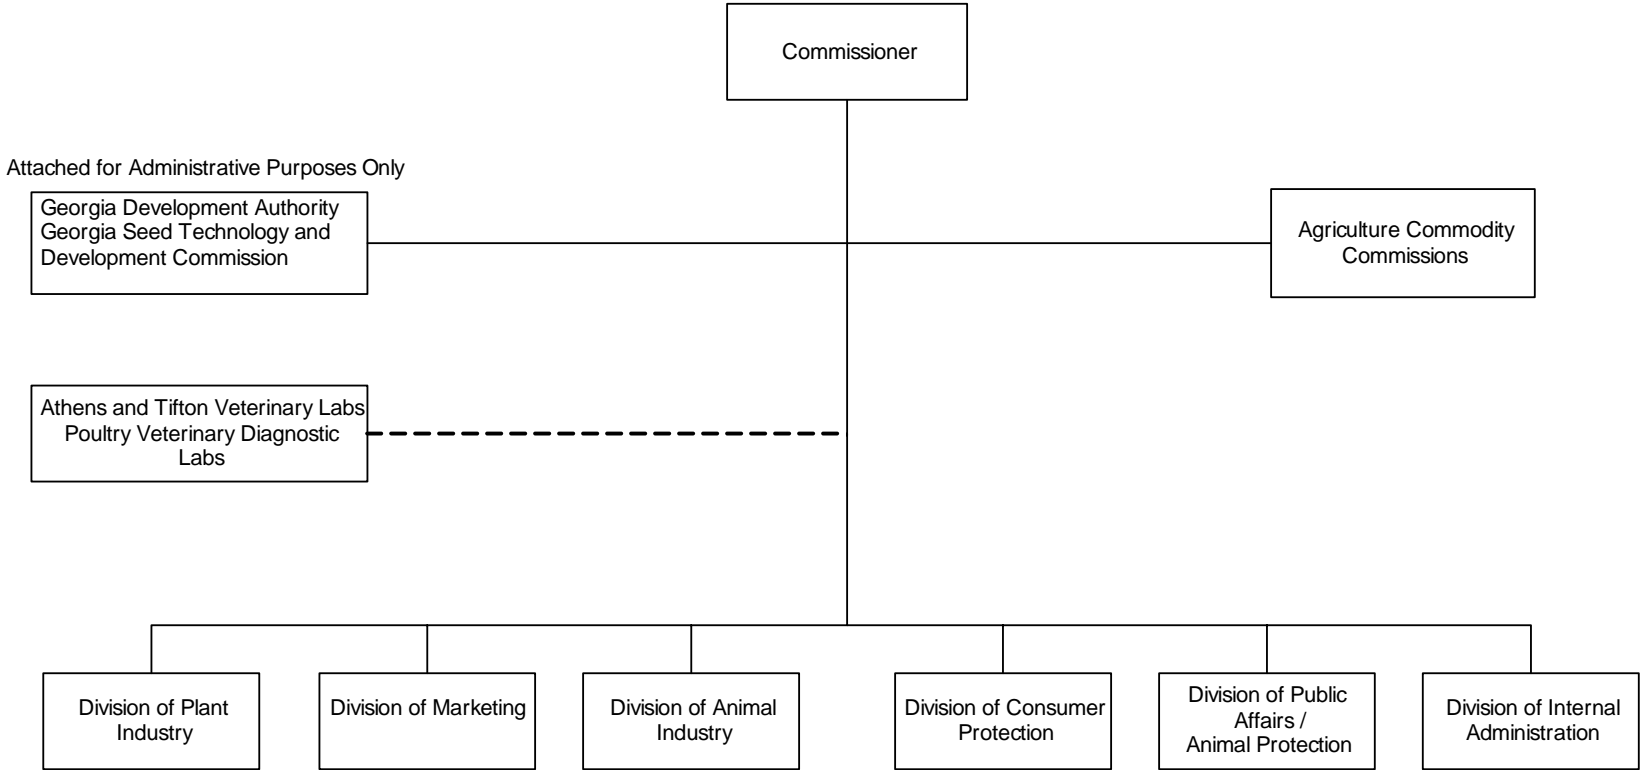 Commissioner
Attached for Administrative Purposes Only
Georgia Development Authority
Georgia Seed Technology and
Development Commission
Agriculture Commodity
Commissions
Athens and Tifton Veterinary Labs
Poultry Veterinary Diagnostic
Labs
Division of Plant
Industry
Division of Marketing
Division of Animal
Industry
Division of Consumer
Protection
Division of Public
Affairs /
Animal Protection
Division of Internal
Administration